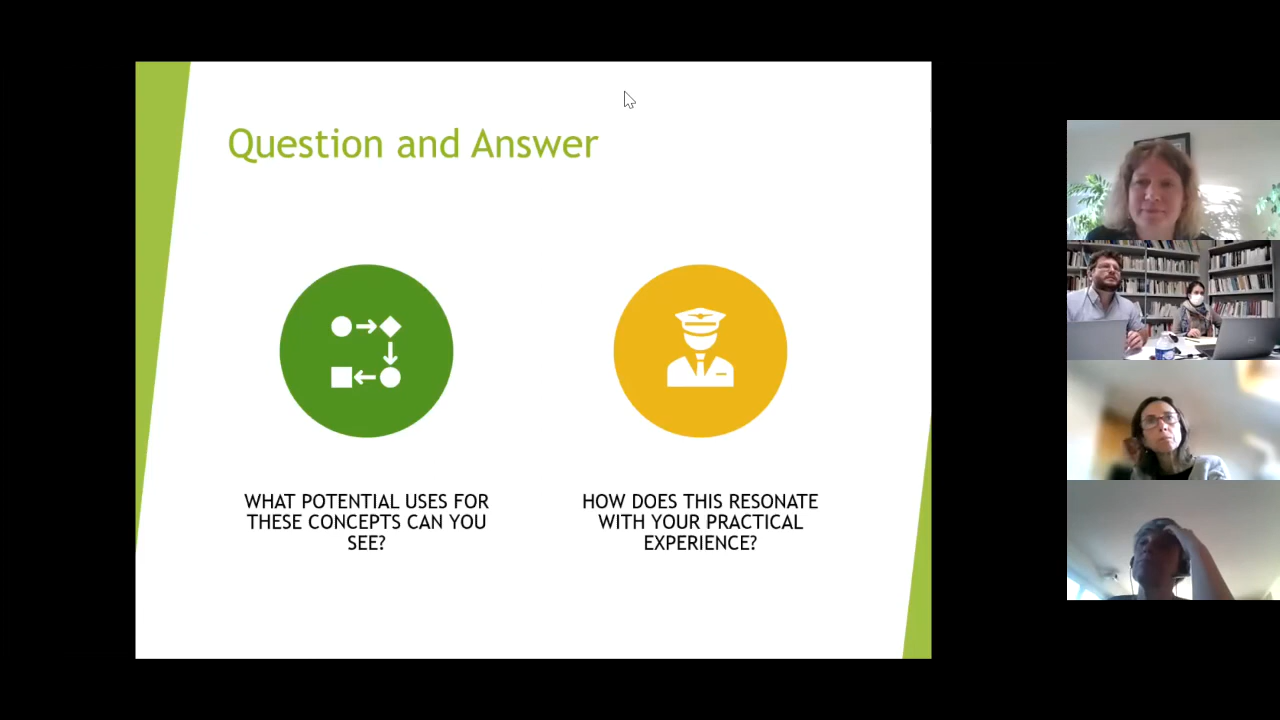 Question and Answer
WHAT POTENTIAL USES FOR
THESE CONCEPTS CAN YOU
SEE?
HOW DOES THIS RESONATE
WITH YOUR PRACTICAL
EXPERIENCE?